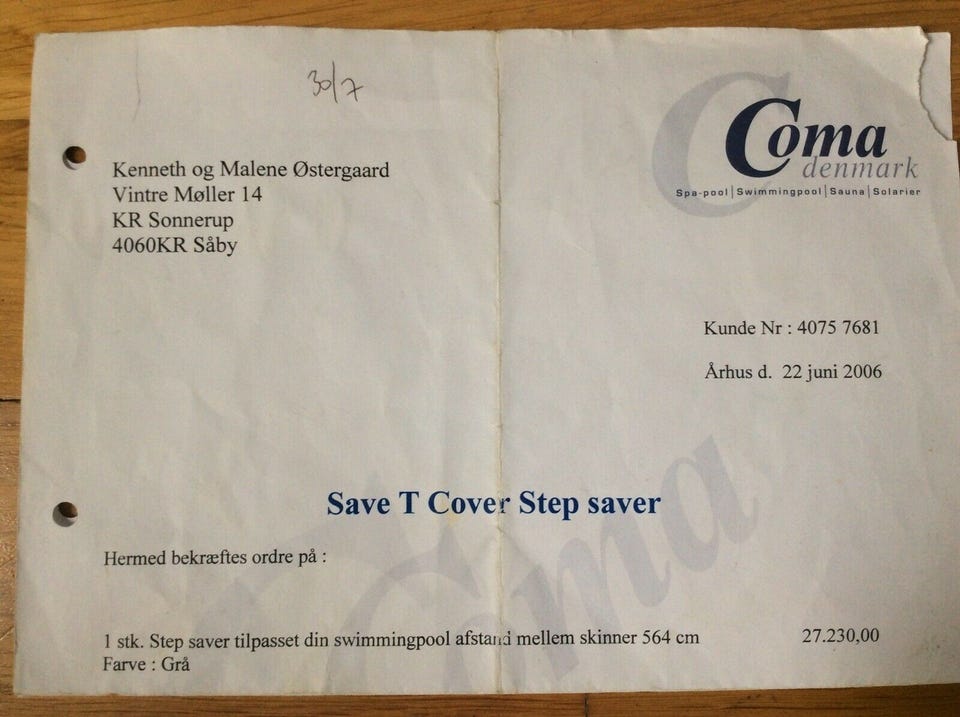 30/7
Coma
denmark
Spa-pool | Swimmingpool | Sauna | Solarier
Kenneth og Malene Østergaard
Vintre Møller 14
KR Sonnerup
4060KR Såby
Kunde Nr : 4075 7681
Århus d. 22 juni 2006
Save T Cover Step saver
Hermed bekræftes ordre på :
Coma
1 stk. Step saver tilpasset din swimmingpool afstand mellem skinner 564 cm 27.230,00
Farve : Grå